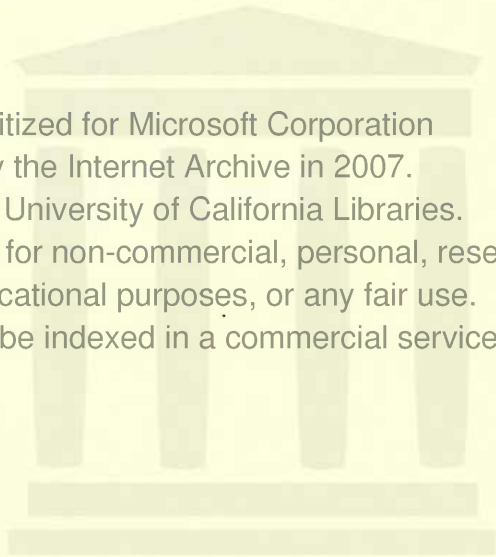 itized for Microsoft Corporation
the Internet Archive in 2007.
University of California Libraries.
for non-commercial, personal, rese
cational purposes, or any fair use.
be indexed in a commercial service